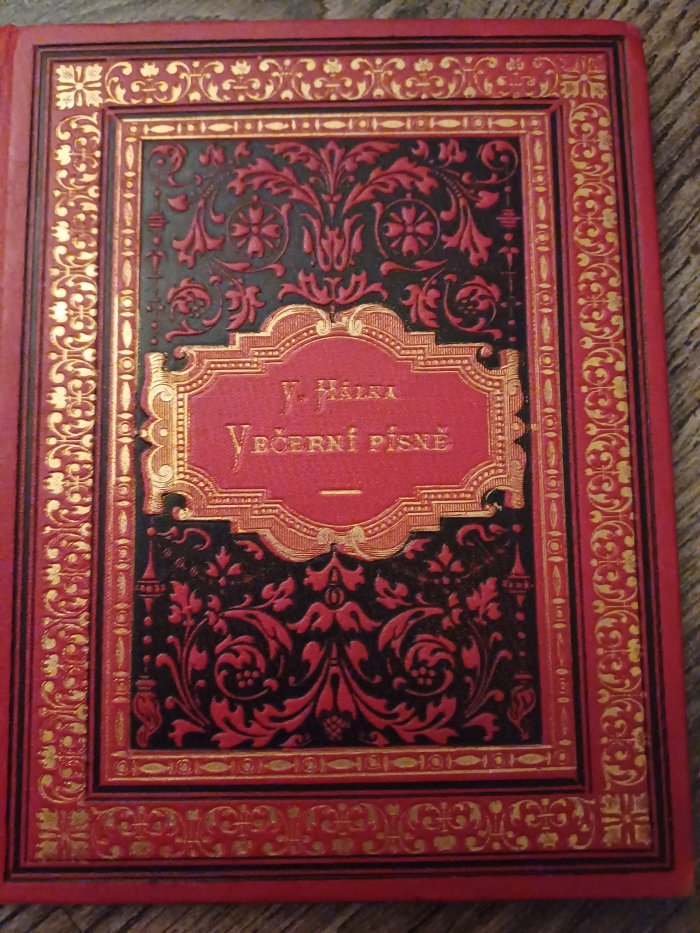 V. Hálka
Večerní písně